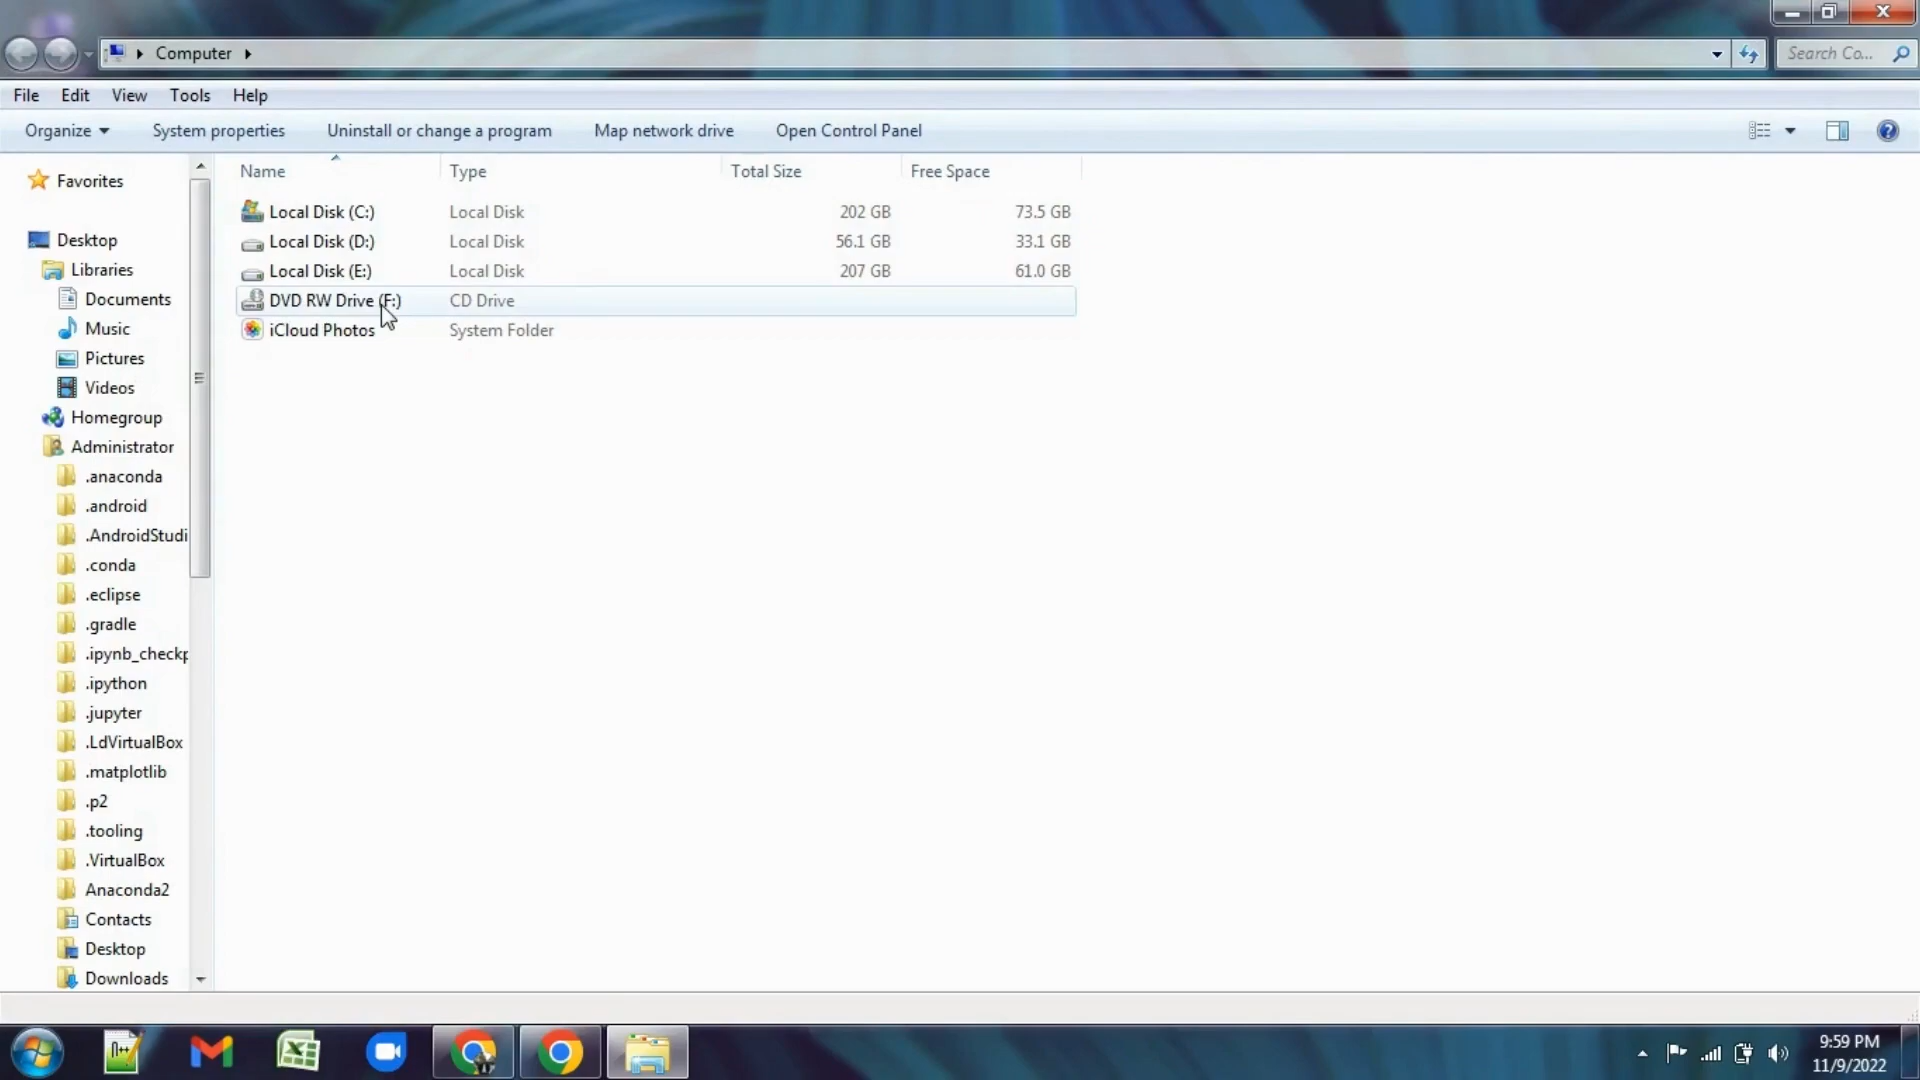 Computer
Search Co...
File Edit View Tools Help
Organize System properties Uninstall or change a program Map network drive Open Control Panel
Name Type Total Size Free Space
Local Disk (C:) Local Disk 202 GB 73.5 GB
Local Disk (D:) Local Disk 56.1 GB 33.1 GB
Local Disk (E:) Local Disk 207 GB 61.0 GB
DVD RW Drive (F:) CD Drive
iCloud Photos System Folder
Favorites
Desktop
Libraries
Documents
Music
Pictures
Videos
Homegroup
Administrator
.anaconda
.android
.AndroidStudi
.conda
.eclipse
.gradle
.ipynb_checkp
.ipython
.jupyter
.LdVirtualBox
.matplotlib
.p2
.tooling
.VirtualBox
Anaconda2
Contacts
Desktop
Downloads
9:59 PM
11/9/2022